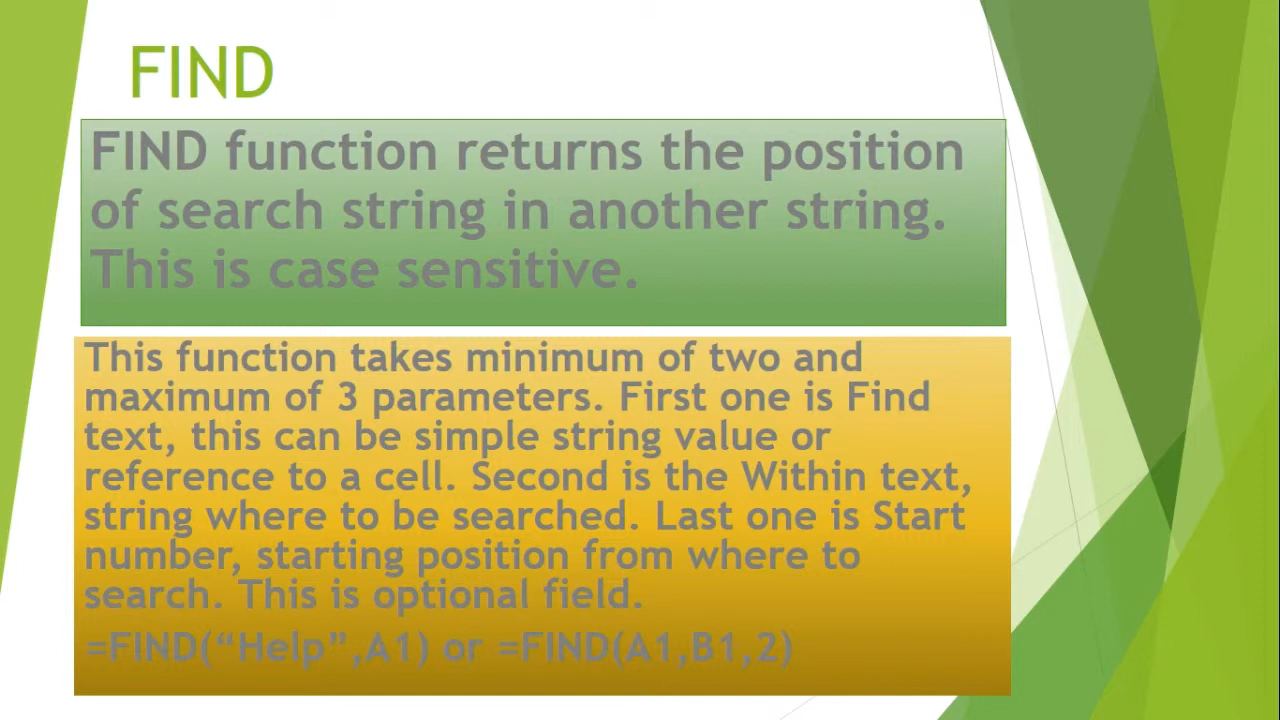 FIND
FIND function returns the position
of search string in another string.
This is case sensitive.
This function takes minimum of two and
maximum of 3 parameters. First one is Find
text, this can be simple string value or
reference to a cell. Second is the Within text,
string where to be searched. Last one is Start
number, starting position from where to
search. This is optional field.
=FIND(“Help”,A1) or =FIND(A1,B1,2)